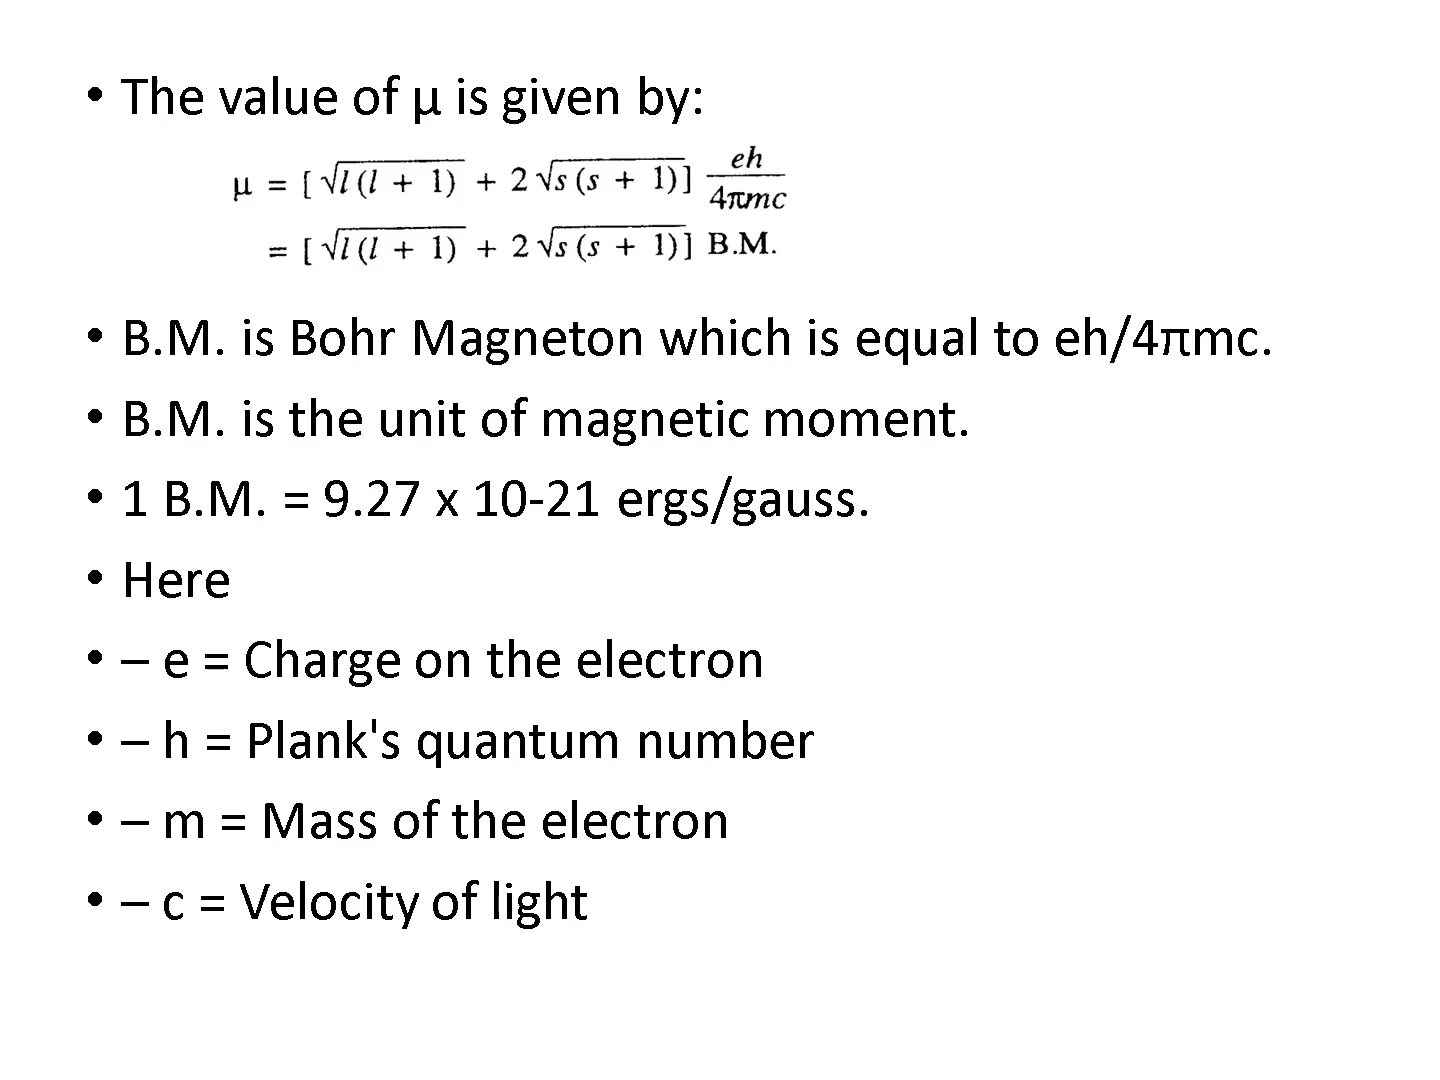 • The value of μ is given by:
μ = [ √l (l + 1) + 2 √s (s + 1)] eh/4πmc
= [ √l (l + 1) + 2 √s (s + 1)] B.M.
• B.M. is Bohr Magneton which is equal to eh/4πmc.
• B.M. is the unit of magnetic moment.
• 1 B.M. = 9.27 x 10-21 ergs/gauss.
• Here
• – e = Charge on the electron
• – h = Plank's quantum number
• – m = Mass of the electron
• – c = Velocity of light